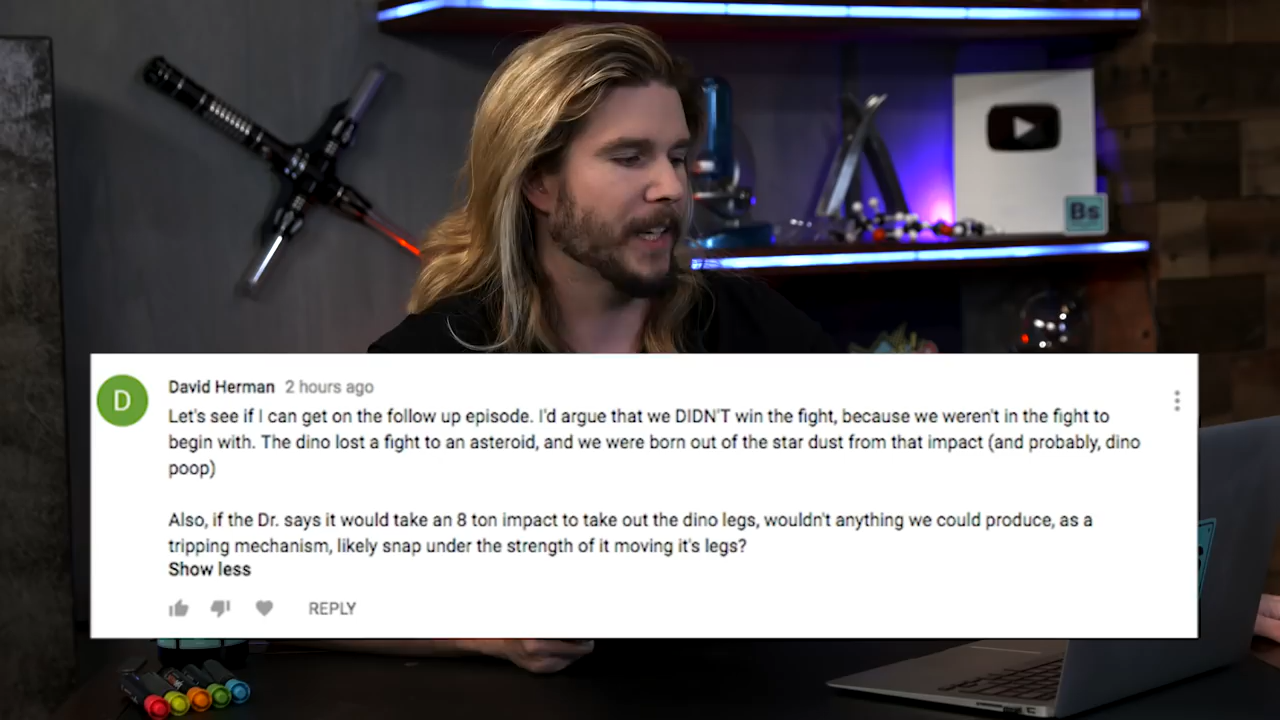 Bs
D
David Herman 2 hours ago
Let's see if I can get on the follow up episode. I'd argue that we DIDN'T win the fight, because we weren't in the fight to
begin with. The dino lost a fight to an asteroid, and we were born out of the star dust from that impact (and probably, dino
poop)
Also, if the Dr. says it would take an 8 ton impact to take out the dino legs, wouldn't anything we could produce, as a
tripping mechanism, likely snap under the strength of it moving it's legs?
Show less
REPLY